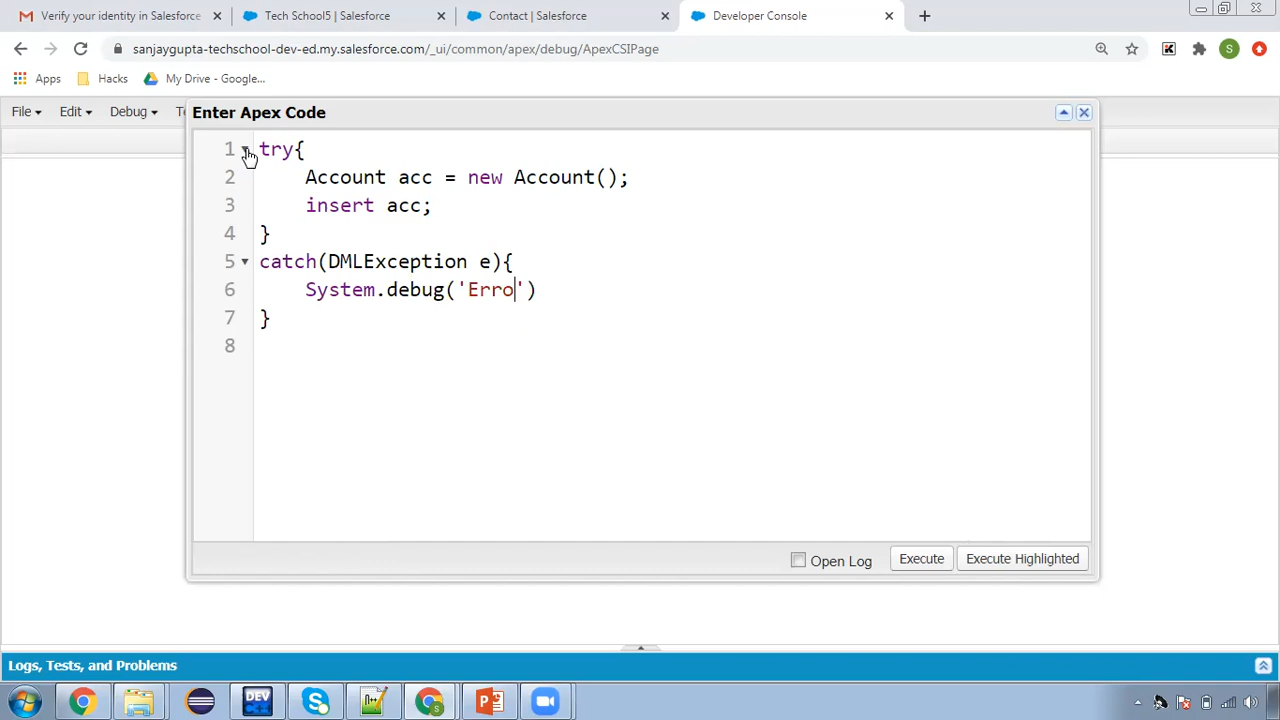 Verify your identity in Salesforce
Tech School5 | Salesforce
Contact | Salesforce
Developer Console
sanjaygupta-techschool-dev-ed.my.salesforce.com/_ui/common/apex/debug/ApexCSIPage
S
Apps
Hacks
My Drive - Google...
File
Edit
Debug
Enter Apex Code
1 try{
2 Account acc = new Account();
3 insert acc;
4 }
5 catch(DMLException e){
6 System.debug('Erro')
7 }
8
Open Log
Execute
Execute Highlighted
Logs, Tests, and Problems